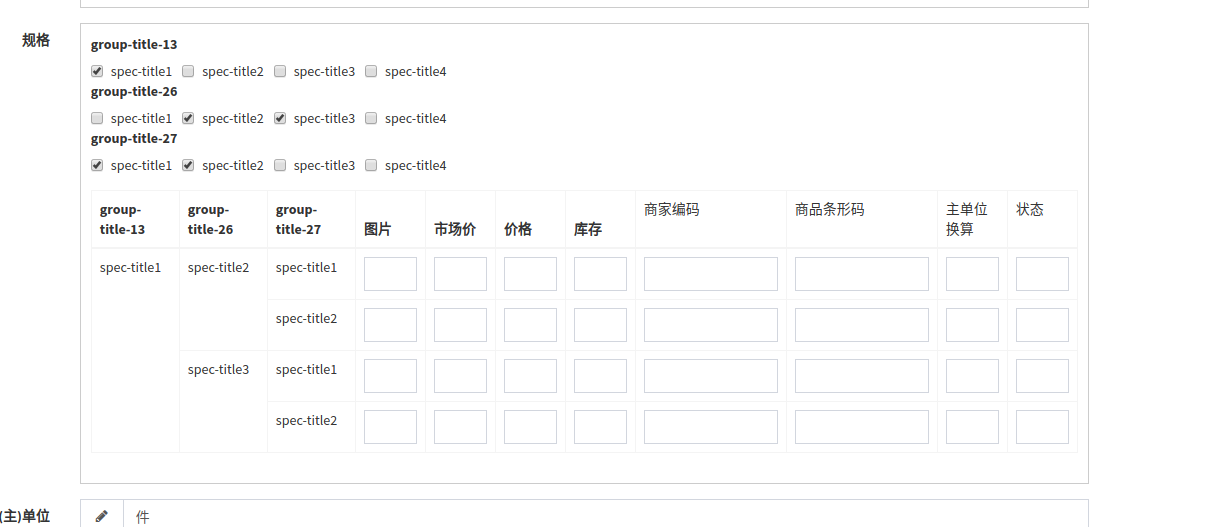 规格
group-title-13
spec-title1 spec-title2 spec-title3 spec-title4
group-title-26
spec-title1 spec-title2 spec-title3 spec-title4
group-title-27
spec-title1 spec-title2 spec-title3 spec-title4
group-title-13 group-title-26 group-title-27 图片 市场价 价格 库存 商家编码 商品条形码 主单位换算 状态
spec-title1 spec-title2 spec-title1
spec-title2
spec-title3 spec-title1
spec-title2
(主)单位 件